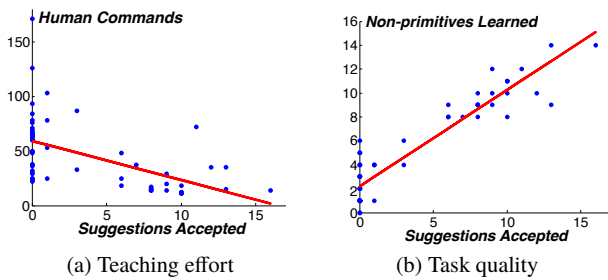 Human Commands
150
100
50
0
0 5 10 15
Suggestions Accepted
(a) Teaching effort
Non-primitives Learned
16
14
12
10
8
6
4
2
0
0 5 10 15
Suggestions Accepted
(b) Task quality